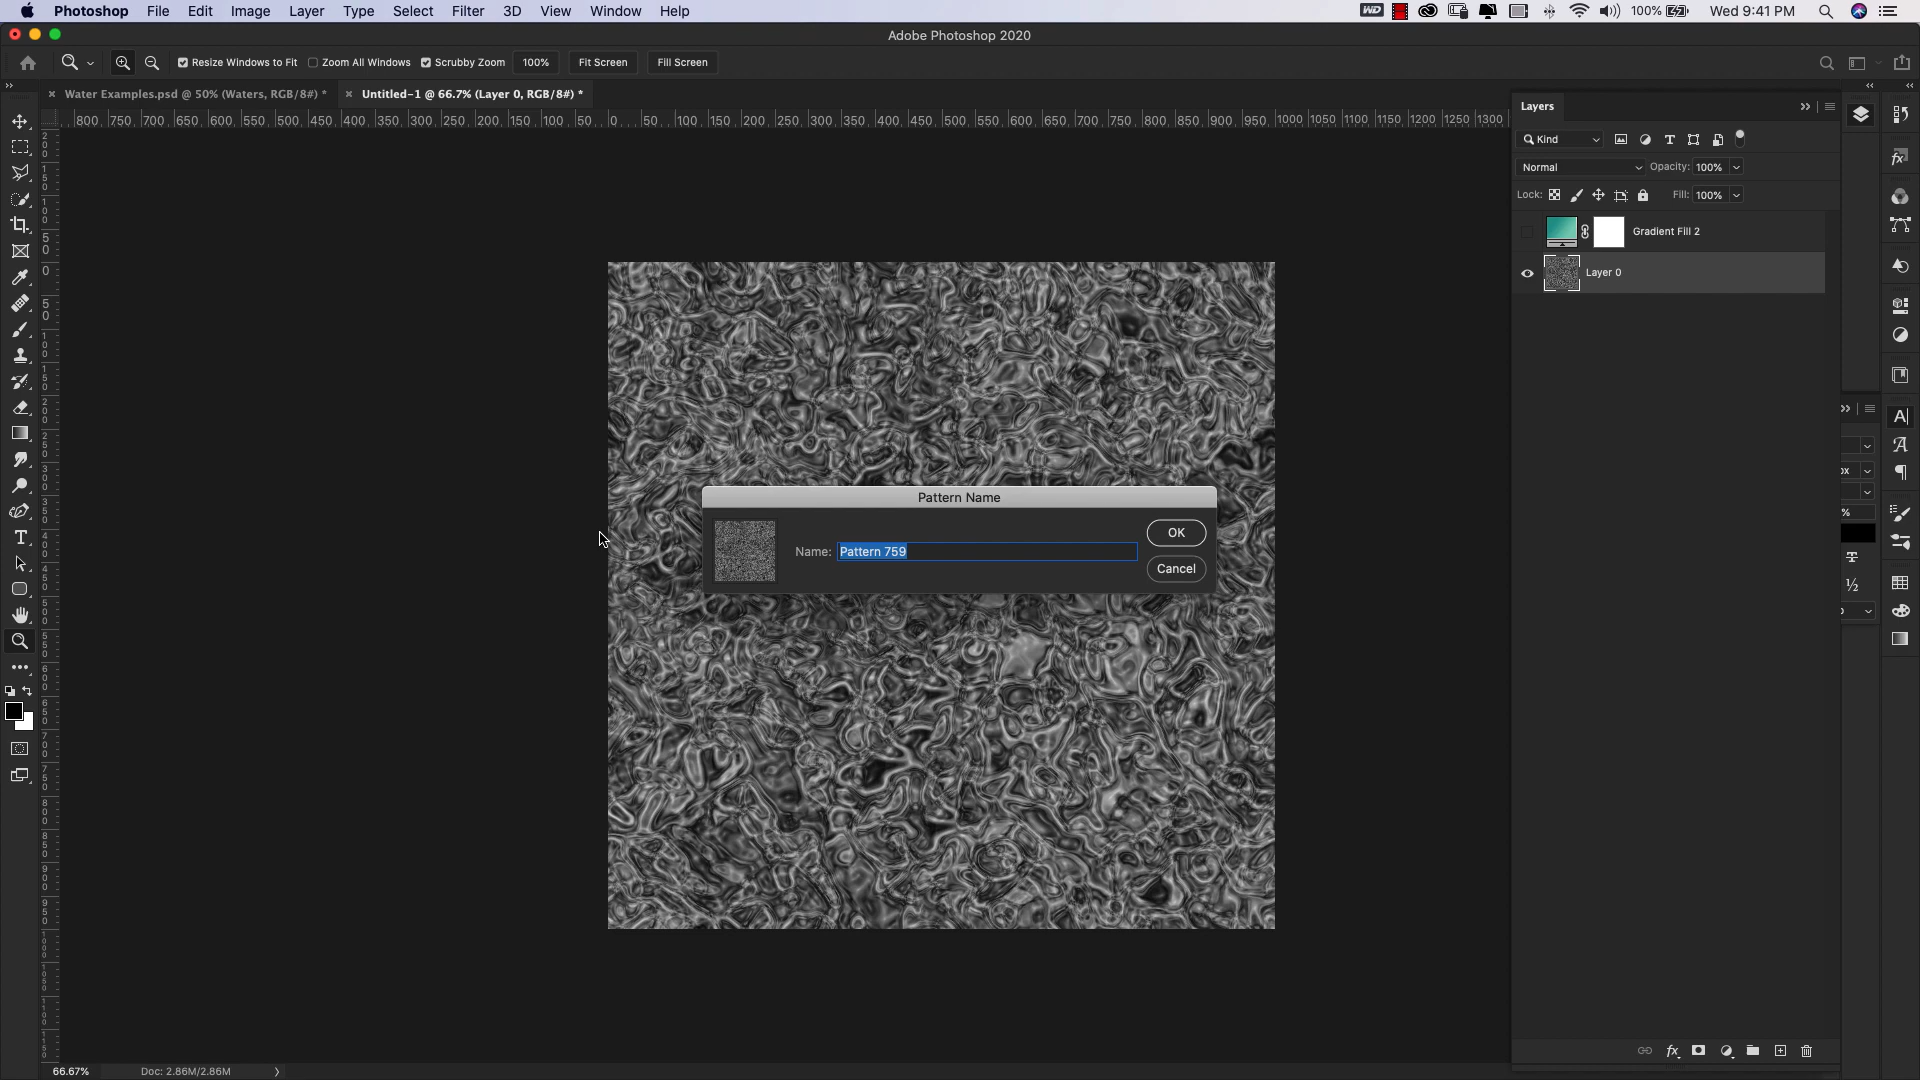 Photoshop File Edit Image Layer Type Select Filter 3D View Window Help WD 100% Wed 9:41 PM
Adobe Photoshop 2020
Resize Windows to Fit Zoom All Windows Scrubby Zoom 100% Fit Screen Fill Screen
Water Examples.psd @ 50% (Waters, RGB/8#) * Untitled-1 @ 66.7% (Layer 0, RGB/8#) *
800 750 700 650 600 550 500 450 400 350 300 250 200 150 100 50 0 50 100 150 200 250 300 350 400 450 500 550 600 650 700 750 800 850 900 950 1000 1050 1100 1150 1200 1250 1300
Layers
Kind
Normal Opacity: 100%
Lock: Fill: 100%
Gradient Fill 2
Layer 0
Pattern Name
Name: Pattern 759
OK
Cancel
66.67% Doc: 2.86M/2.86M